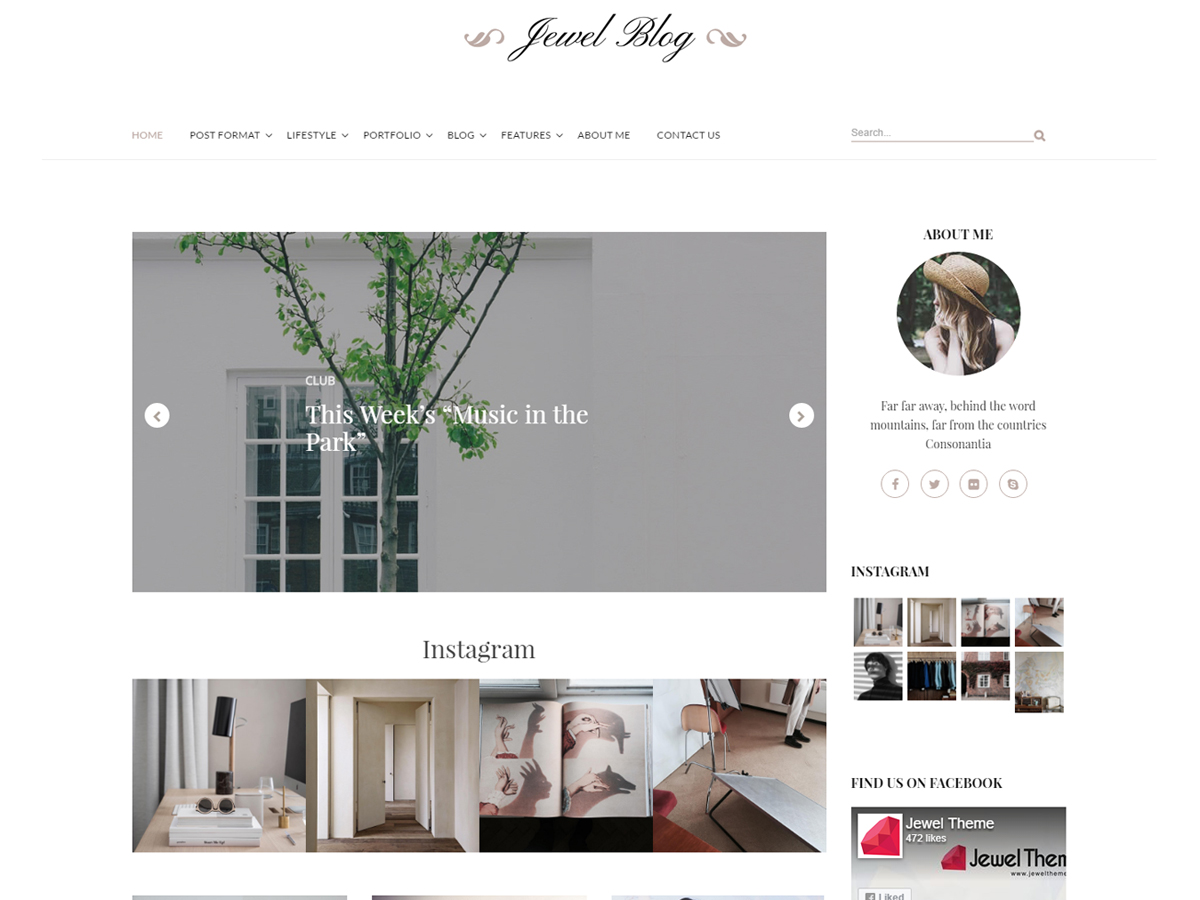 Jewel Blog
HOME POST FORMAT LIFESTYLE PORTFOLIO BLOG FEATURES ABOUT ME CONTACT US
Search...
CLUB
This Week's “Music in the
Park”
Instagram
ABOUT ME
Far far away, behind the word
mountains, far from the countries
Consonantia
INSTAGRAM
FIND US ON FACEBOOK
Jewel Theme
472 likes
Jewel Them
www.jeweltheme
Liked